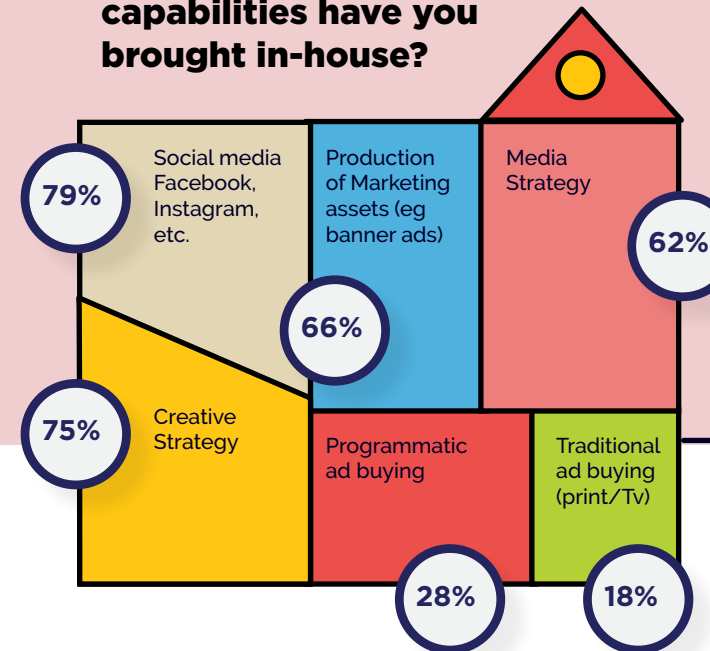 capabilities have you
brought in-house?
79%
Social media
Facebook,
Instagram,
etc.
Production
of Marketing
assets (eg
banner ads)
66%
Media
Strategy
62%
75%
Creative
Strategy
Programmatic
ad buying
28%
Traditional
ad buying
(print/Tv)
18%